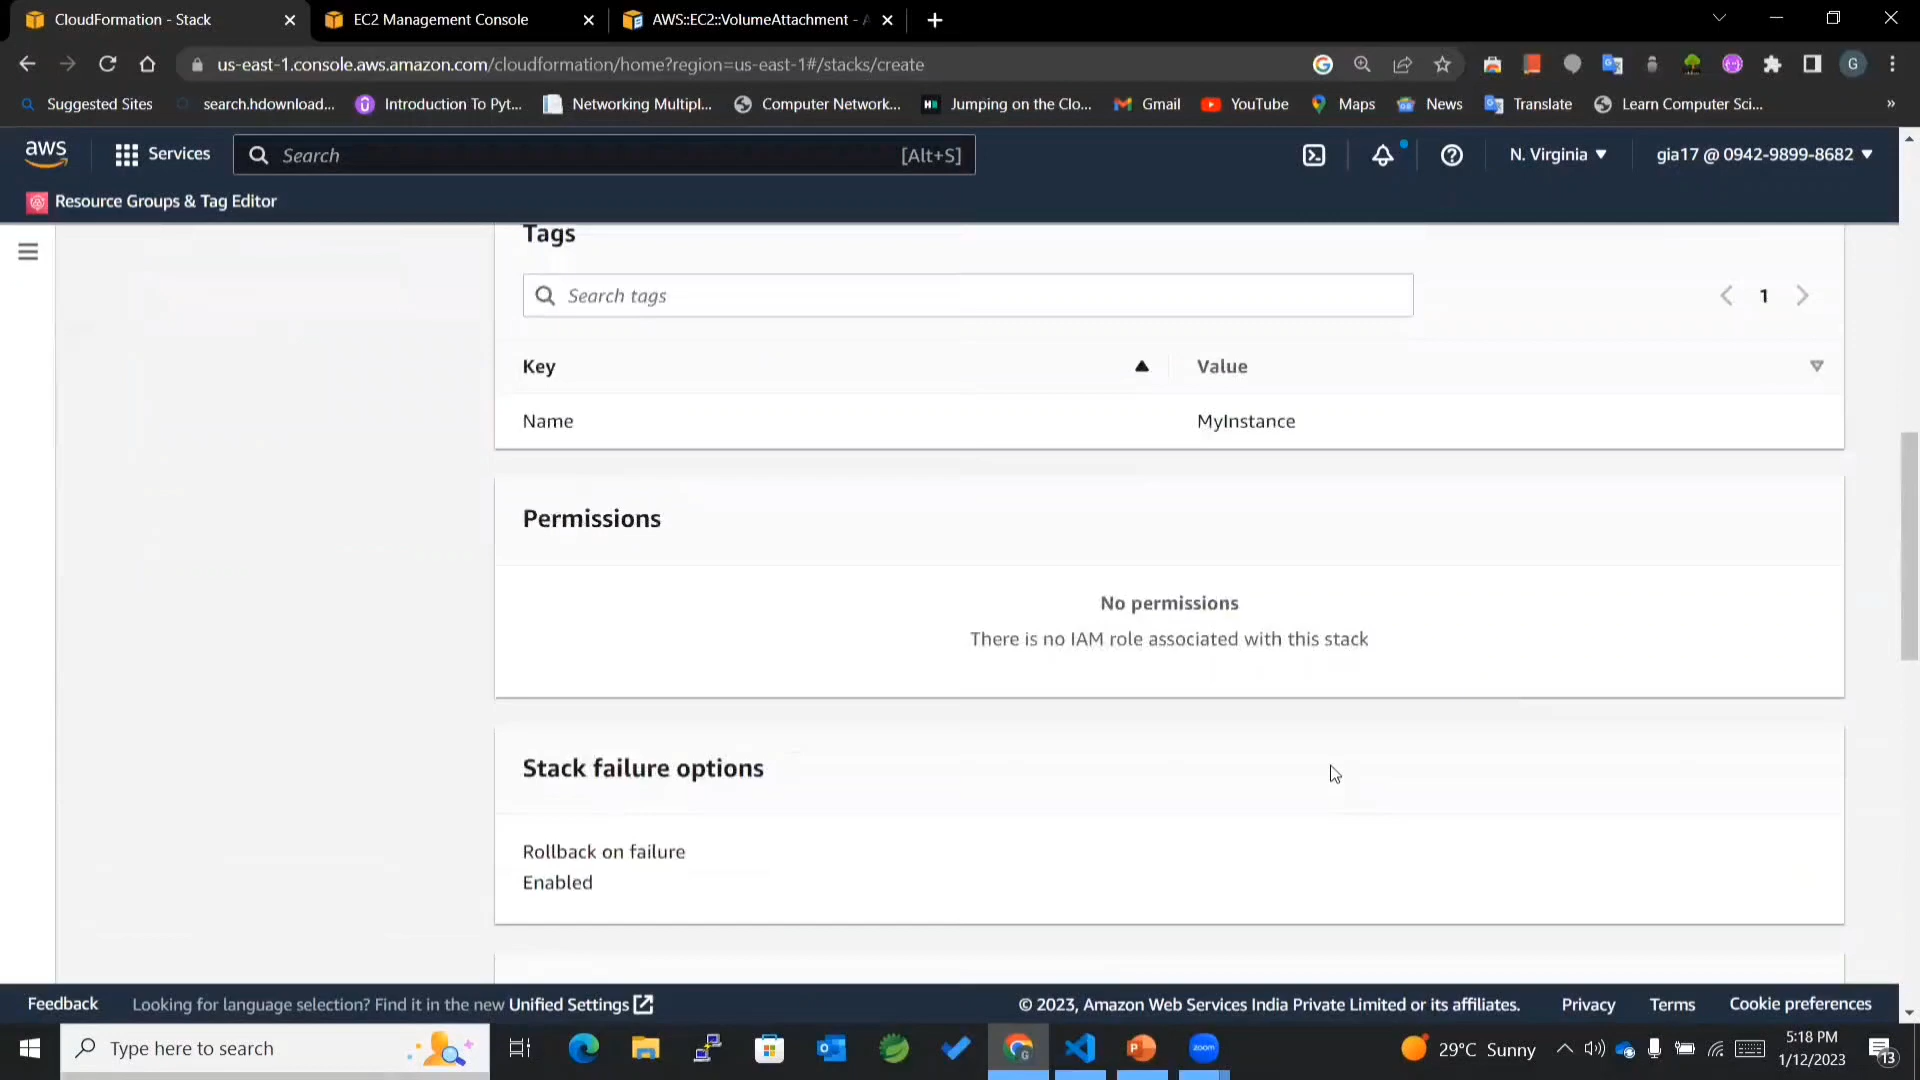 CloudFormation - Stack
EC2 Management Console
AWS::EC2::VolumeAttachment - A
us-east-1.console.aws.amazon.com/cloudformation/home?region=us-east-1#/stacks/create
G
Suggested Sites
search.hdownload...
Introduction To Pyt...
Networking Multipl...
Computer Network...
Jumping on the Clo...
Gmail
YouTube
Maps
News
Translate
Learn Computer Sci...
»
aws
Services
Search
[Alt+S]
N. Virginia
gia17 @ 0942-9899-8682
Resource Groups & Tag Editor
Tags
Search tags
1
Key
Value
Name
MyInstance
Permissions
No permissions
There is no IAM role associated with this stack
Stack failure options
Rollback on failure
Enabled
Feedback
Looking for language selection? Find it in the new Unified Settings
© 2023, Amazon Web Services India Private Limited or its affiliates.
Privacy
Terms
Cookie preferences
Type here to search
zoom
29°C Sunny
5:18 PM
1/12/2023
13